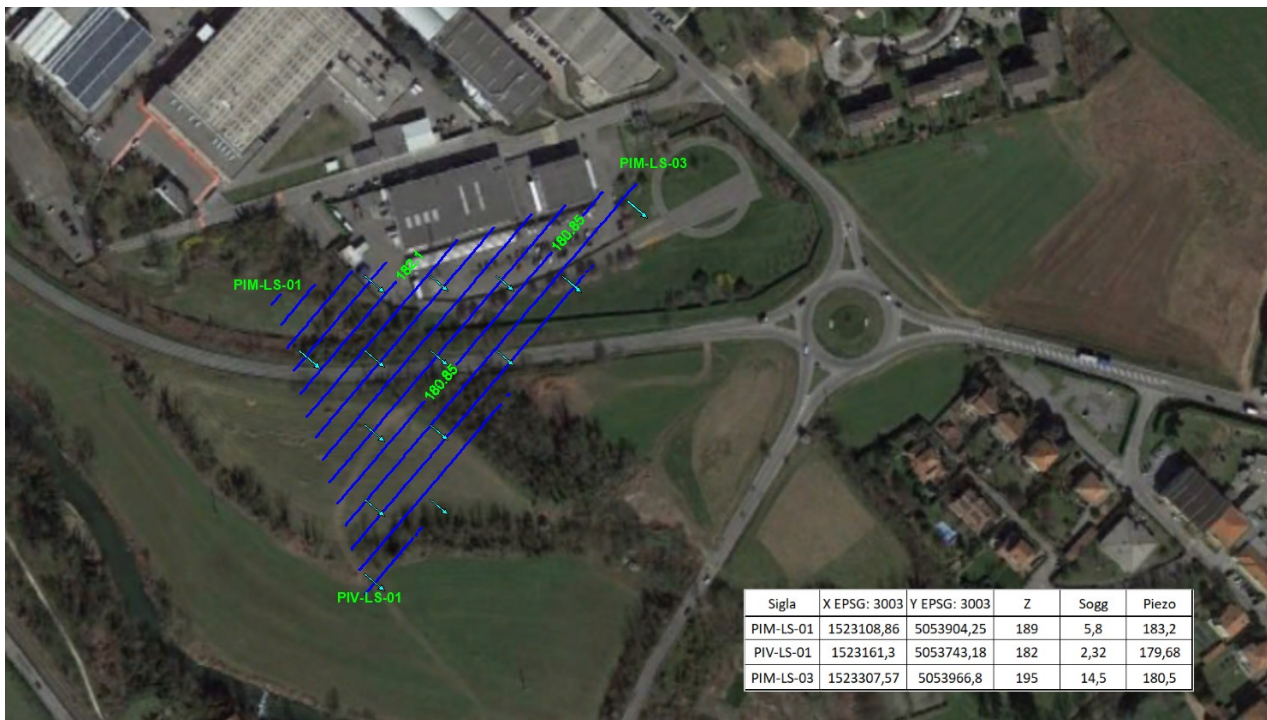 PIM-LS-03
180.85
182.1
PIM-LS-01
180.85
PIV-LS-01
Sigla X EPSG: 3003 Y EPSG: 3003 Z Sogg Piezo
PIM-LS-01 1523108,86 5053904,25 189 5,8 183,2
PIV-LS-01 1523161,3 5053743,18 182 2,32 179,68
PIM-LS-03 1523307,57 5053966,8 195 14,5 180,5